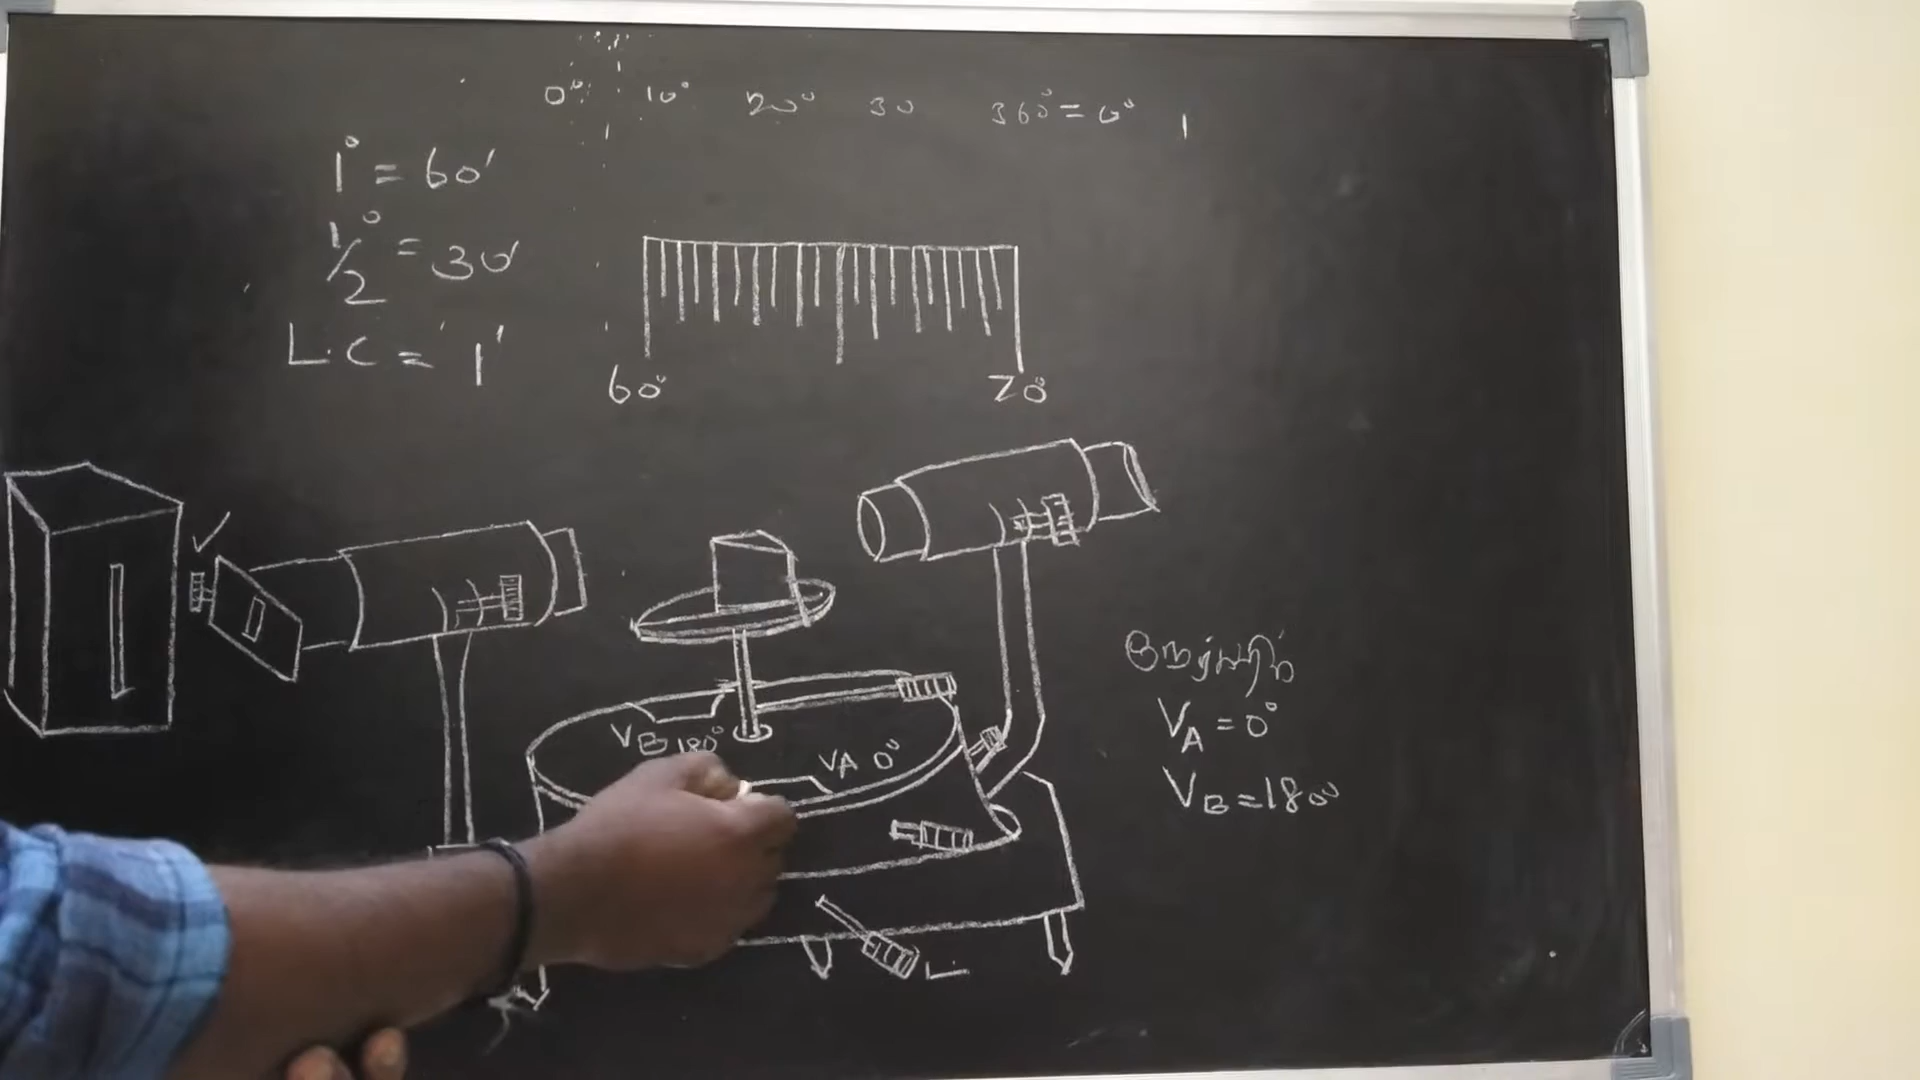 0° 10° 20° 30 360° = 0°
1° = 60'
1/2° = 30'
L.C = 1'
60° 70°
VB 180°
VA 0°
நேர்வரி
VA = 0°
VB = 180°